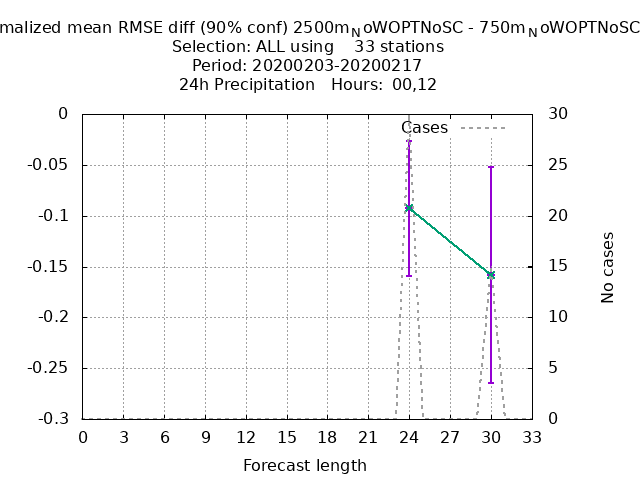 malized mean RMSE diff (90% conf) 2500mNoWOPTNoSC - 750mNoWOPTNoSC
Selection: ALL using 33 stations
Period: 20200203-20200217
24h Precipitation Hours: 00,12
0 30
Cases
-0.05 25
-0.1 20
-0.15 15
-0.2 10
-0.25 5
-0.3 0
No cases
0 3 6 9 12 15 18 21 24 27 30 33
Forecast length